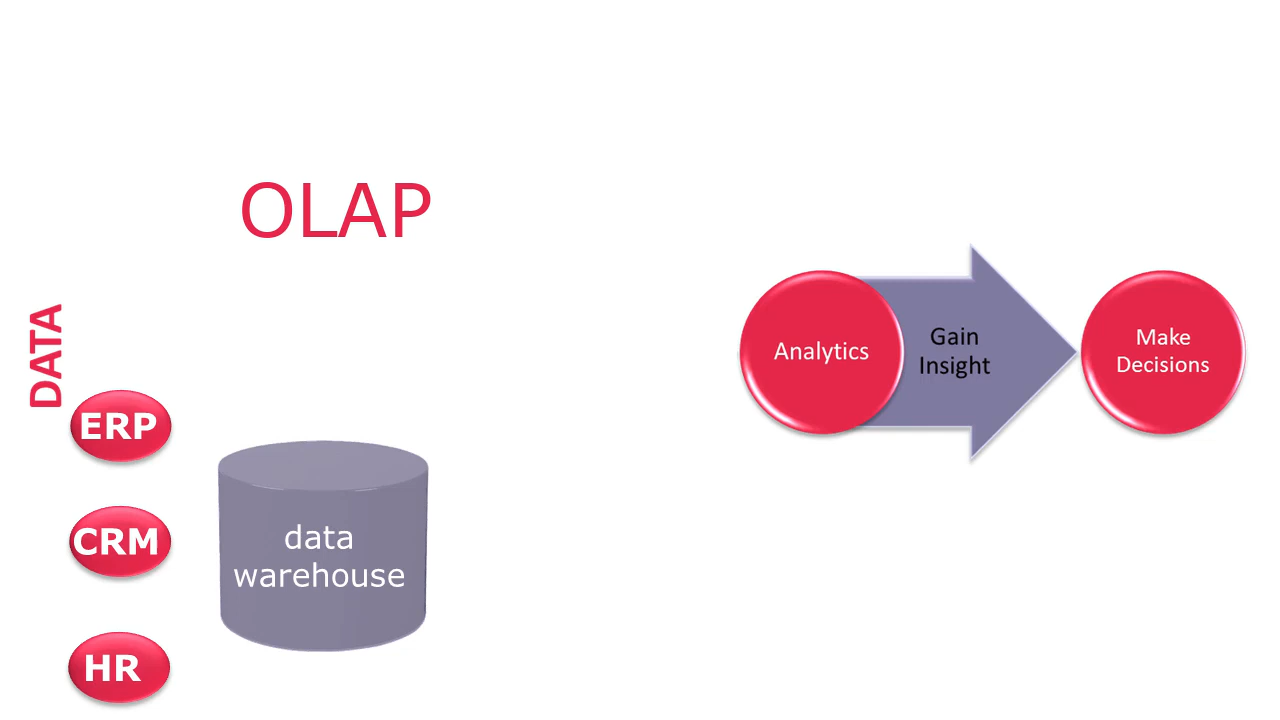 OLAP
DATA
ERP
CRM
HR
data
warehouse
Analytics
Gain
Insight
Make
Decisions